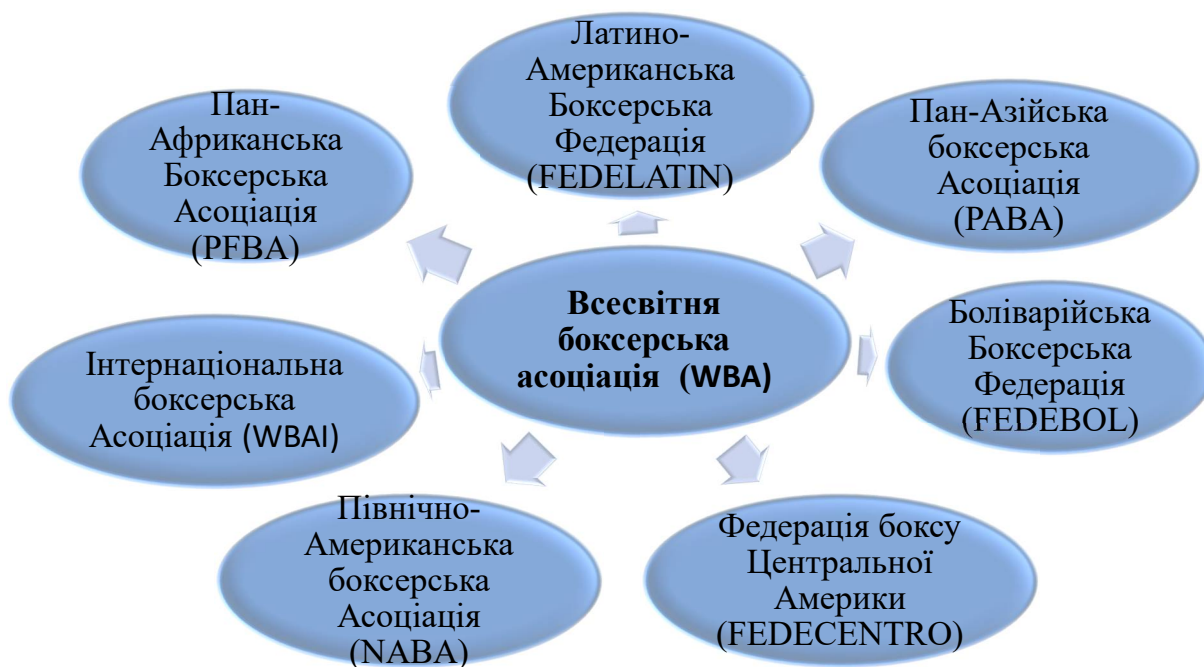 Латино-
Американська
Боксерська
Федерація
(FEDELATIN)
Пан-
Африканська
Боксерська
Асоціація
(PFBA)
Пан-Азійська
боксерська
Асоціація
(PABA)
Всесвітня
боксерська
асоціація (WBA)
Інтернаціональна
боксерська
Асоціація (WBAI)
Боліварійська
Боксерська
Федерація
(FEDEBOL)
Північно-
Американська
боксерська
Асоціація
(NABA)
Федерація боксу
Центральної
Америки
(FEDECENTRO)